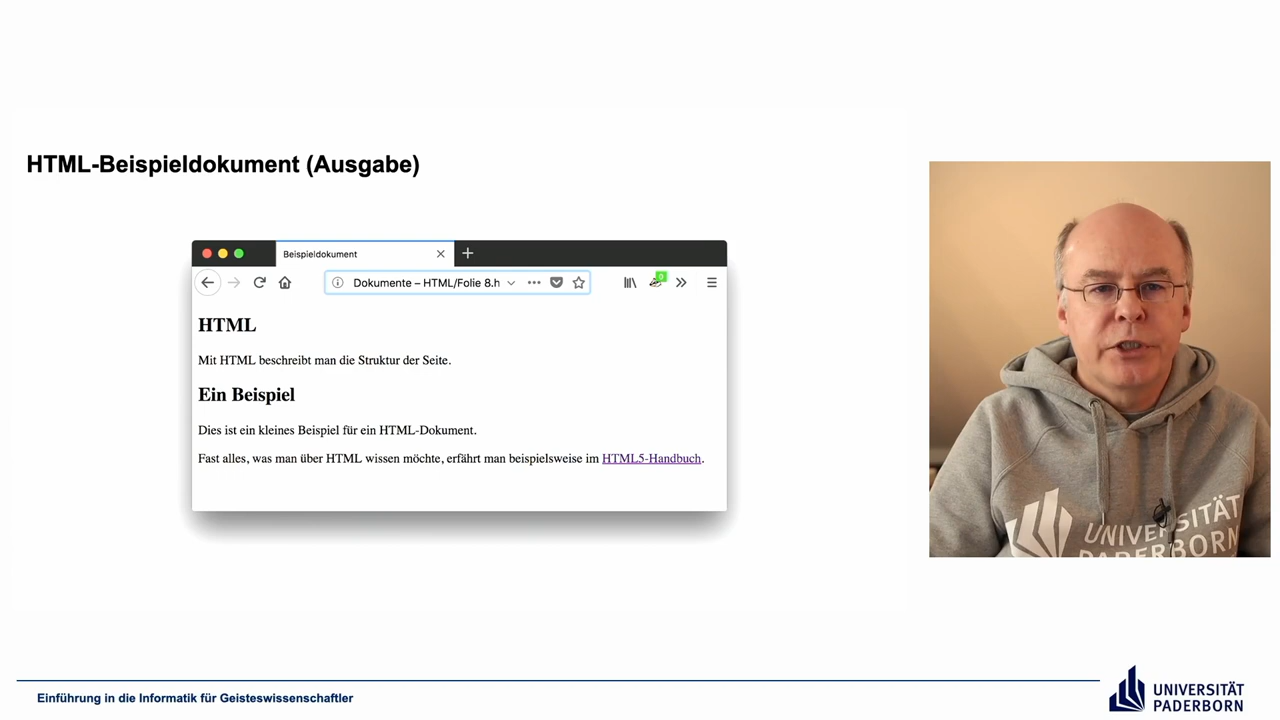 HTML-Beispieldokument (Ausgabe)
Beispieldokument
Dokumente – HTML/Folie 8.h
0
HTML
Mit HTML beschreibt man die Struktur der Seite.
Ein Beispiel
Dies ist ein kleines Beispiel für ein HTML-Dokument.
Fast alles, was man über HTML wissen möchte, erfährt man beispielsweise im HTML5-Handbuch.
UNIVERSITÄT
PADERBORN
Einführung in die Informatik für Geisteswissenschaftler
UNIVERSITÄT
PADERBORN